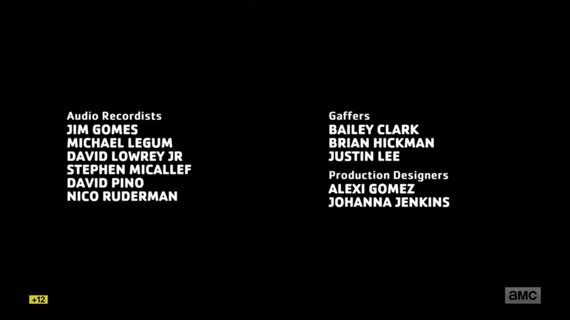 Audio Recordists
JIM GOMES
MICHAEL LEGUM
DAVID LOWREY JR
STEPHEN MICALLEF
DAVID PINO
NICO RUDERMAN
Gaffers
BAILEY CLARK
BRIAN HICKMAN
JUSTIN LEE
Production Designers
ALEXI GOMEZ
JOHANNA JENKINS
+12
amc